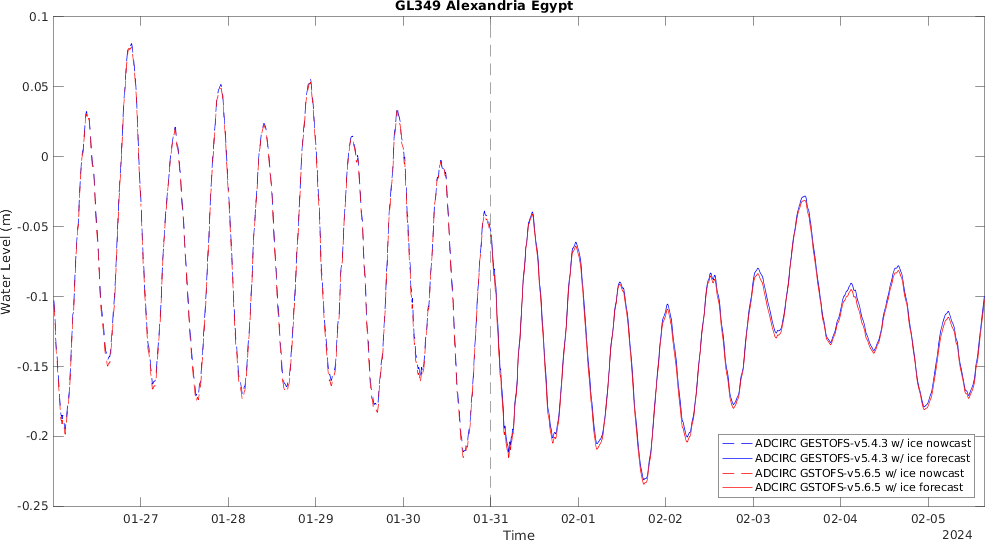 GL349 Alexandria Egypt
0.1
0.05
0
-0.05
-0.1
-0.15
-0.2
-0.25
Water Level (m)
ADCIRC GESTOFS-v5.4.3 w/ ice nowcast
ADCIRC GESTOFS-v5.4.3 w/ ice forecast
ADCIRC GSTOFS-v5.6.5 w/ ice nowcast
ADCIRC GSTOFS-v5.6.5 w/ ice forecast
01-27 01-28 01-29 01-30 01-31 02-01 02-02 02-03 02-04 02-05
Time
2024